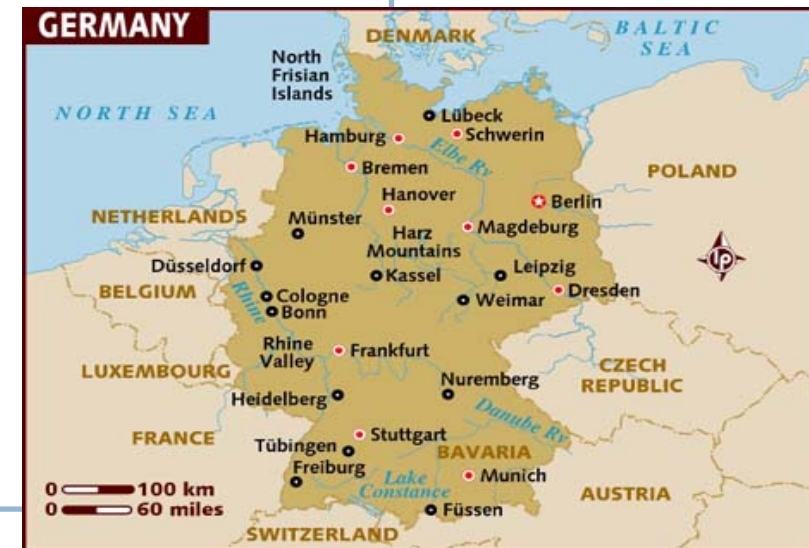 GERMANY
DENMARK
BALTIC
SEA
North
Frisian
Islands
NORTH SEA
Lübeck
Hamburg
Schwerin
Elbe Rv
Bremen
POLAND
Hanover
Berlin
NETHERLANDS
Münster
Harz
Mountains
Magdeburg
Düsseldorf
Kassel
Leipzig
lp
BELGIUM
Cologne
Weimar
Dresden
Bonn
Rhine
Rhine
Valley
Frankfurt
LUXEMBOURG
CZECH
REPUBLIC
Nuremberg
Heidelberg
Danube Rv
FRANCE
Stuttgart
Tübingen
BAVARIA
Freiburg
Munich
Lake
Constance
0 100 km
0 60 miles
AUSTRIA
Füssen
SWITZERLAND